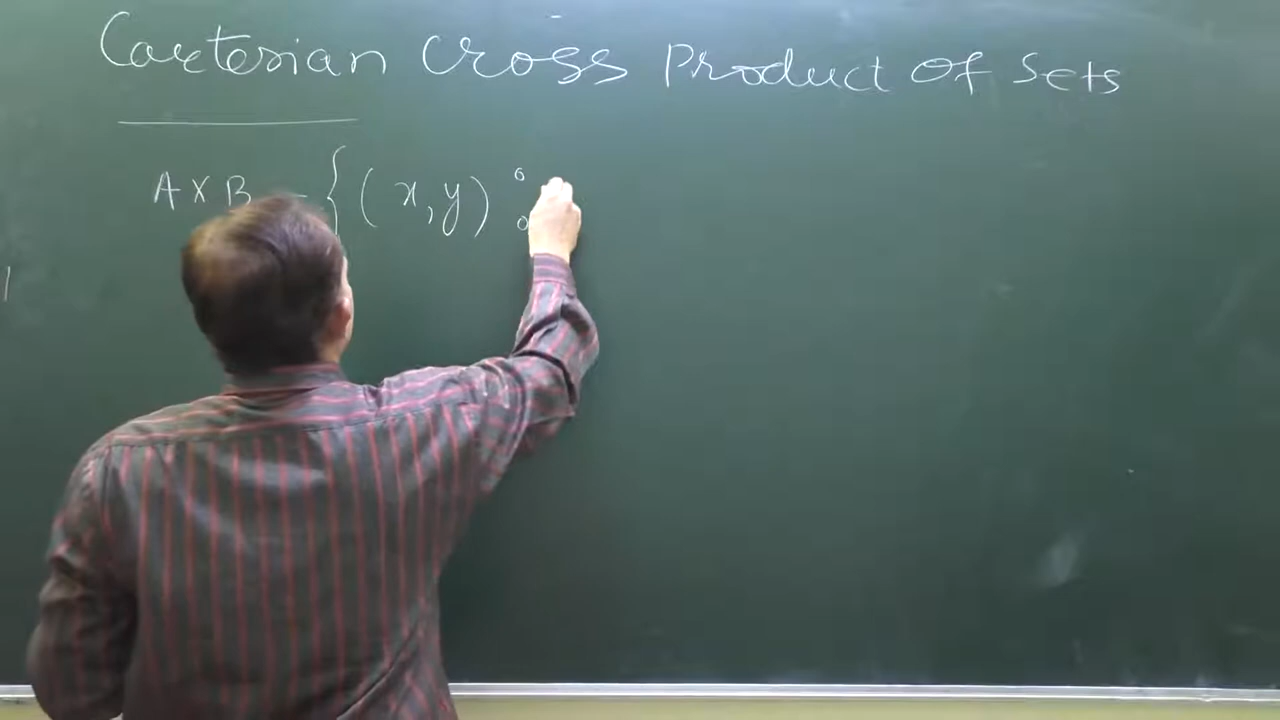 Cartesian Cross Product Of Sets
A X B = { ( x , y ) :